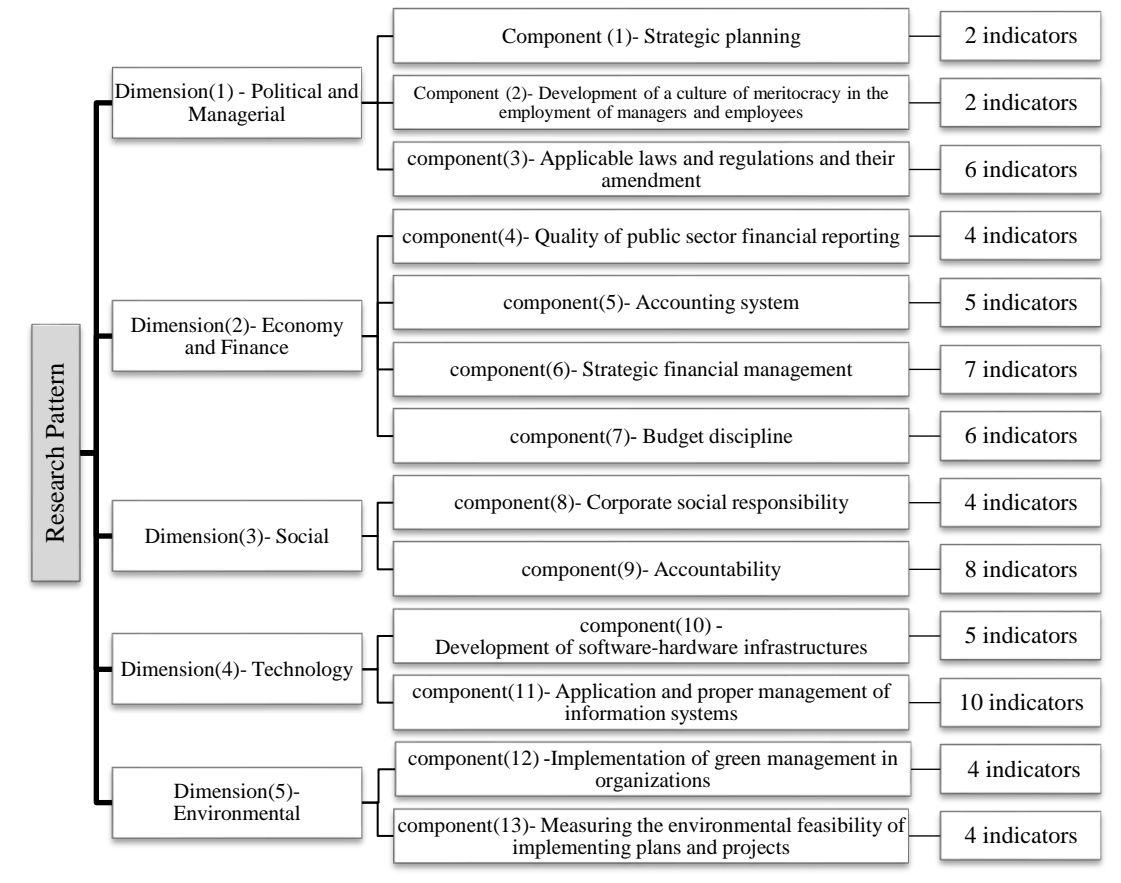 Research Pattern
Dimension(1) - Political and
Managerial
Component (1)- Strategic planning
2 indicators
Component (2)- Development of a culture of meritocracy in the
employment of managers and employees
2 indicators
component(3)- Applicable laws and regulations and their
amendment
6 indicators
Dimension(2)- Economy
and Finance
component(4)- Quality of public sector financial reporting
4 indicators
component(5)- Accounting system
5 indicators
component(6)- Strategic financial management
7 indicators
component(7)- Budget discipline
6 indicators
Dimension(3)- Social
component(8)- Corporate social responsibility
4 indicators
component(9)- Accountability
8 indicators
Dimension(4)- Technology
component(10) -
Development of software-hardware infrastructures
5 indicators
component(11)- Application and proper management of
information systems
10 indicators
Dimension(5)-
Environmental
component(12) -Implementation of green management in
organizations
4 indicators
component(13)- Measuring the environmental feasibility of
implementing plans and projects
4 indicators